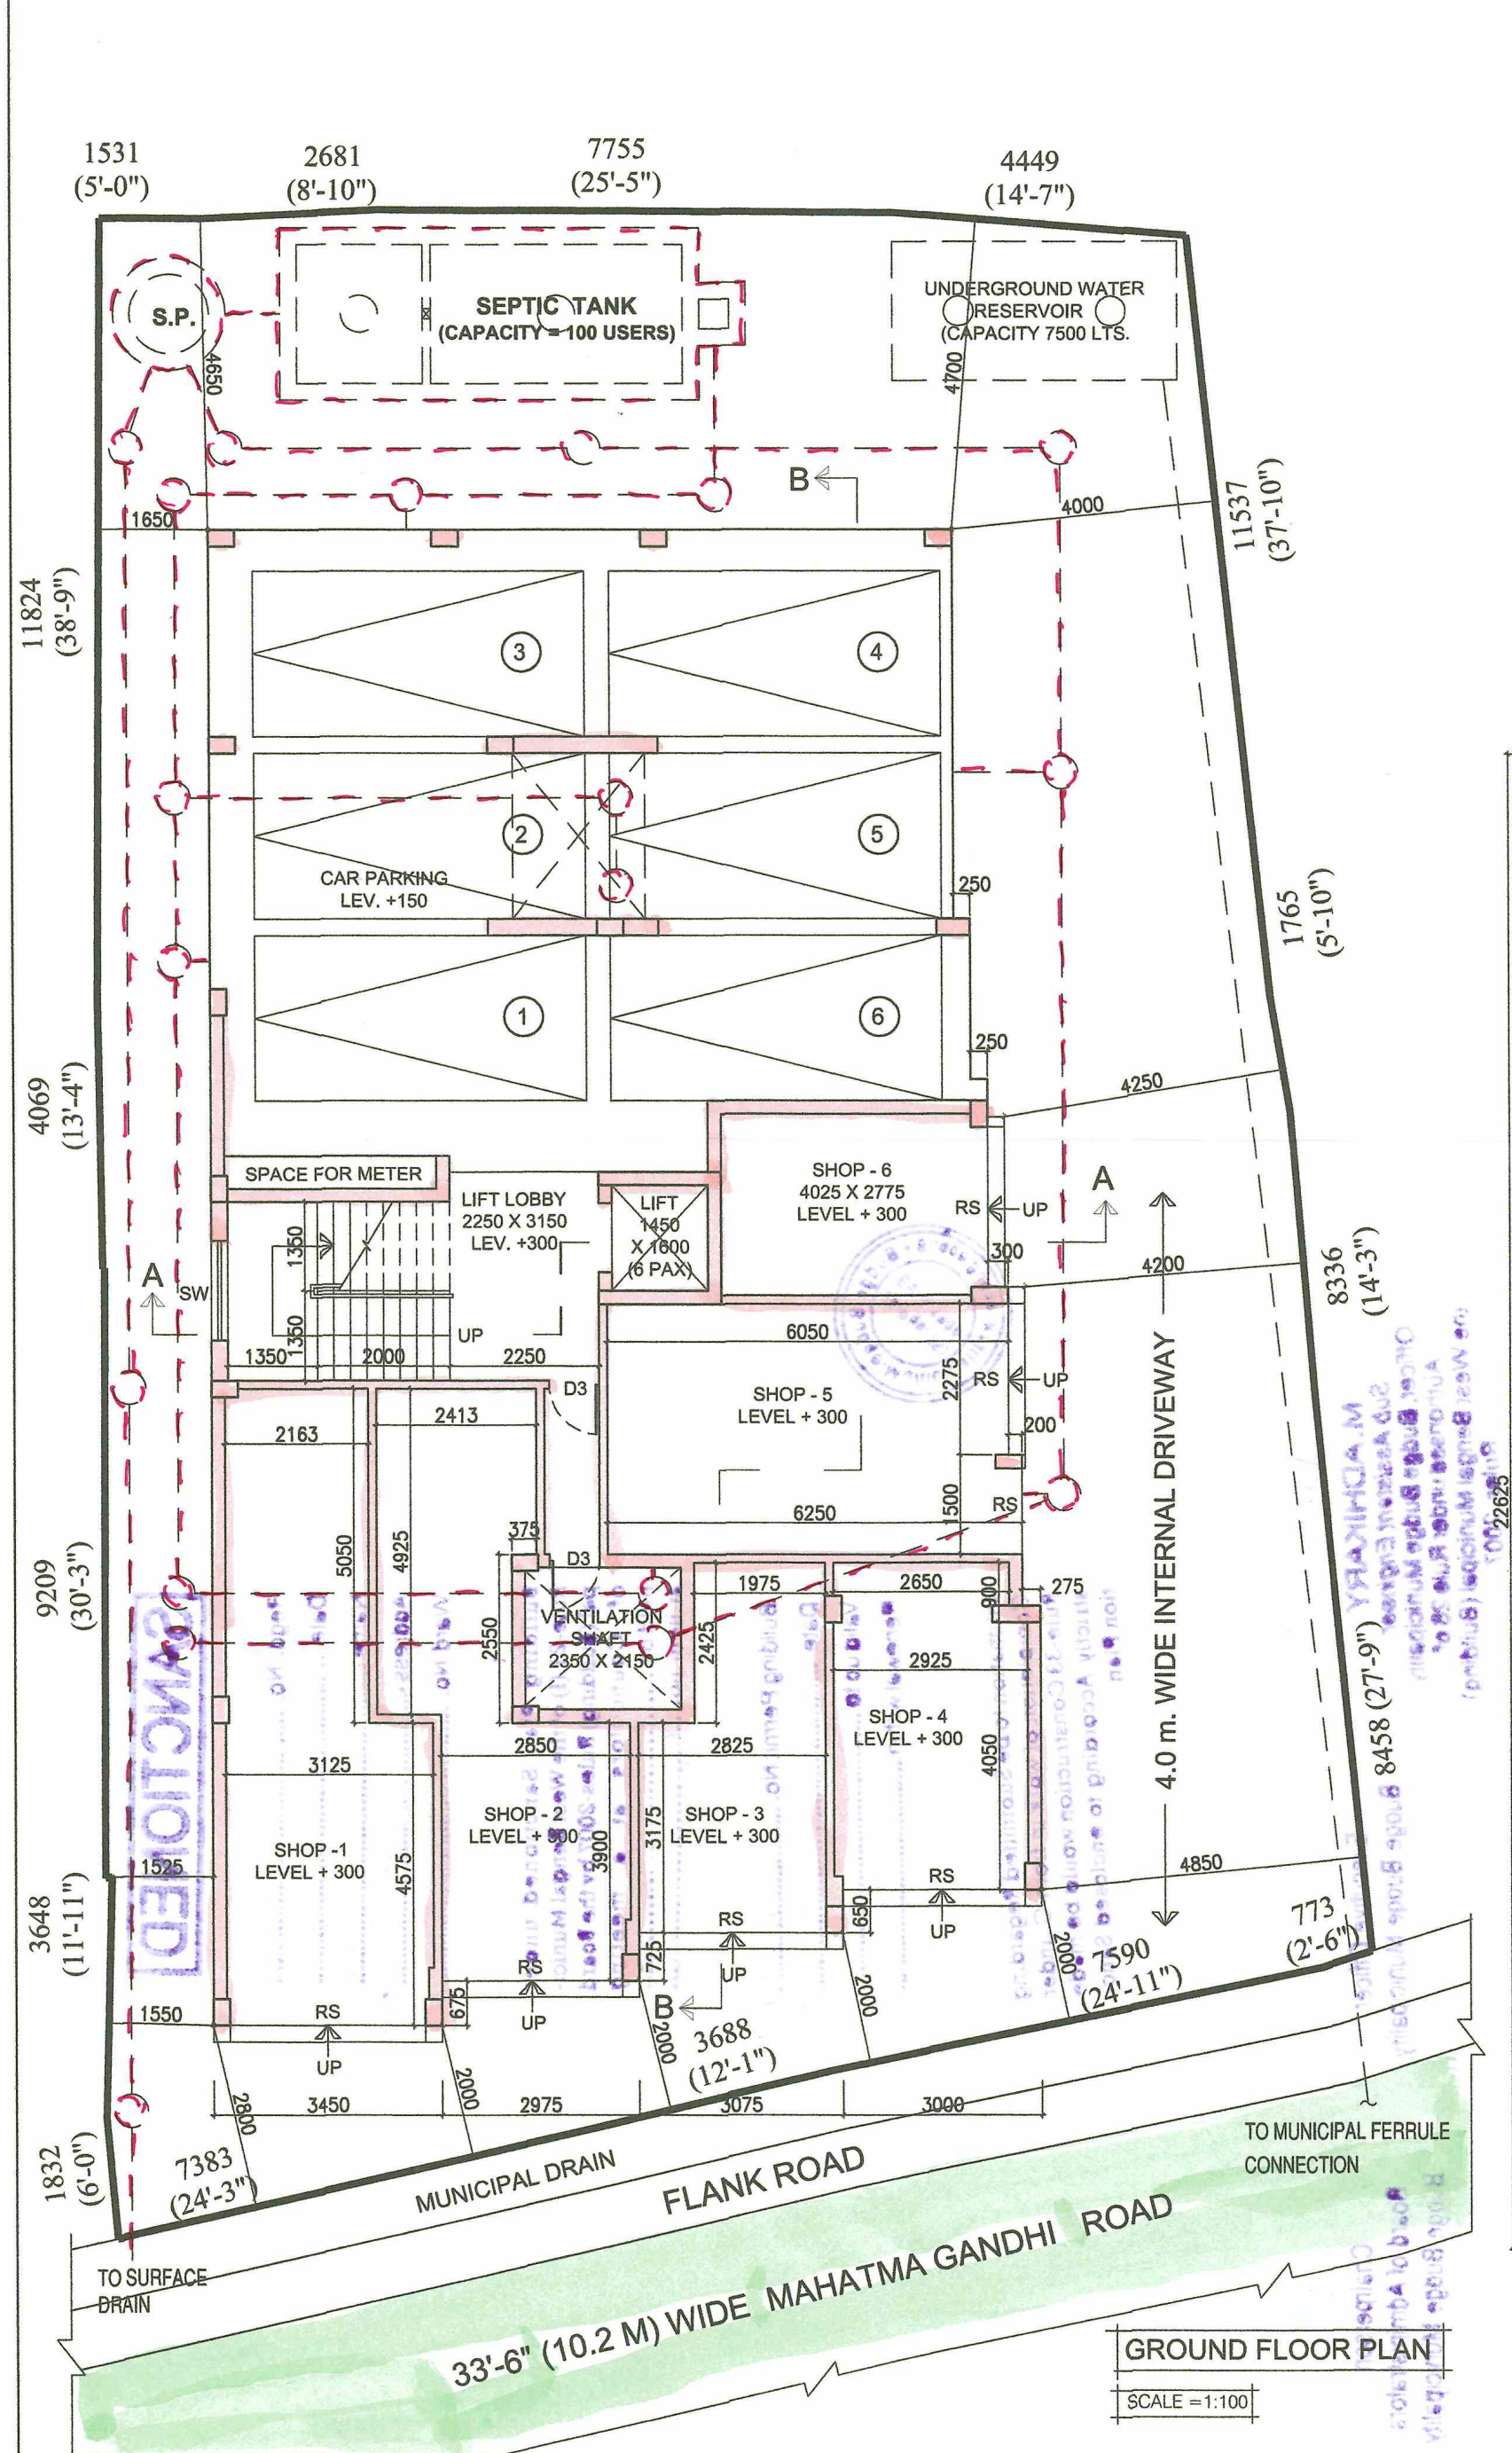 1531
(5'-0")
2681
(8'-10")
7755
(25'-5")
4449
(14'-7")
S.P.
SEPTIC TANK
(CAPACITY = 100 USERS)
UNDERGROUND WATER
RESERVOIR
(CAPACITY 7500 LTS.
4650
4700
B
1650
4000
11537
(37'-10")
11824
(38'-9")
3
4
2
5
CAR PARKING
LEV. +150
250
1765
(5'-10")
1
6
250
4250
4069
(13'-4")
SPACE FOR METER
LIFT LOBBY
2250 X 3150
LEV. +300
LIFT
1450
X 1600
(6 PAX)
SHOP - 6
4025 X 2775
LEVEL + 300
RS
UP
A
300
4200
8336
(14'-3")
1350
A
SW
1350
UP
1350
2000
2250
6050
D3
2275
SHOP - 5
LEVEL + 300
RS
UP
200
2163
2413
5050
4925
375
6250
1500
RS
D3
22625
9209
(30'-3")
1975
2650
900
275
VENTILATION
SHAFT
2350 X 2150
2550
2425
2925
4.0 m. WIDE INTERNAL DRIVEWAY
SHOP - 4
LEVEL + 300
4050
8458 (27'-9")
3125
2850
2825
SHOP - 2
LEVEL + 300
SHOP - 3
LEVEL + 300
3900
3175
SHOP -1
LEVEL + 300
4575
1525
4850
SANCTIONED
3648
(11'-11")
RS
UP
650
RS
UP
725
RS
UP
675
B
773
(2'-6")
7590
(24'-11")
2000
2000
1550
RS
UP
3688
(12'-1")
2000
2000
2800
3450
2975
3075
3000
1832
(6'-0")
7383
(24'-3")
MUNICIPAL DRAIN
FLANK ROAD
TO MUNICIPAL FERRULE
CONNECTION
TO SURFACE
DRAIN
33'-6" (10.2 M) WIDE MAHATMA GANDHI ROAD
GROUND FLOOR PLAN
SCALE =1:100
M. ADHIKARY
Sub Assistant Engineer